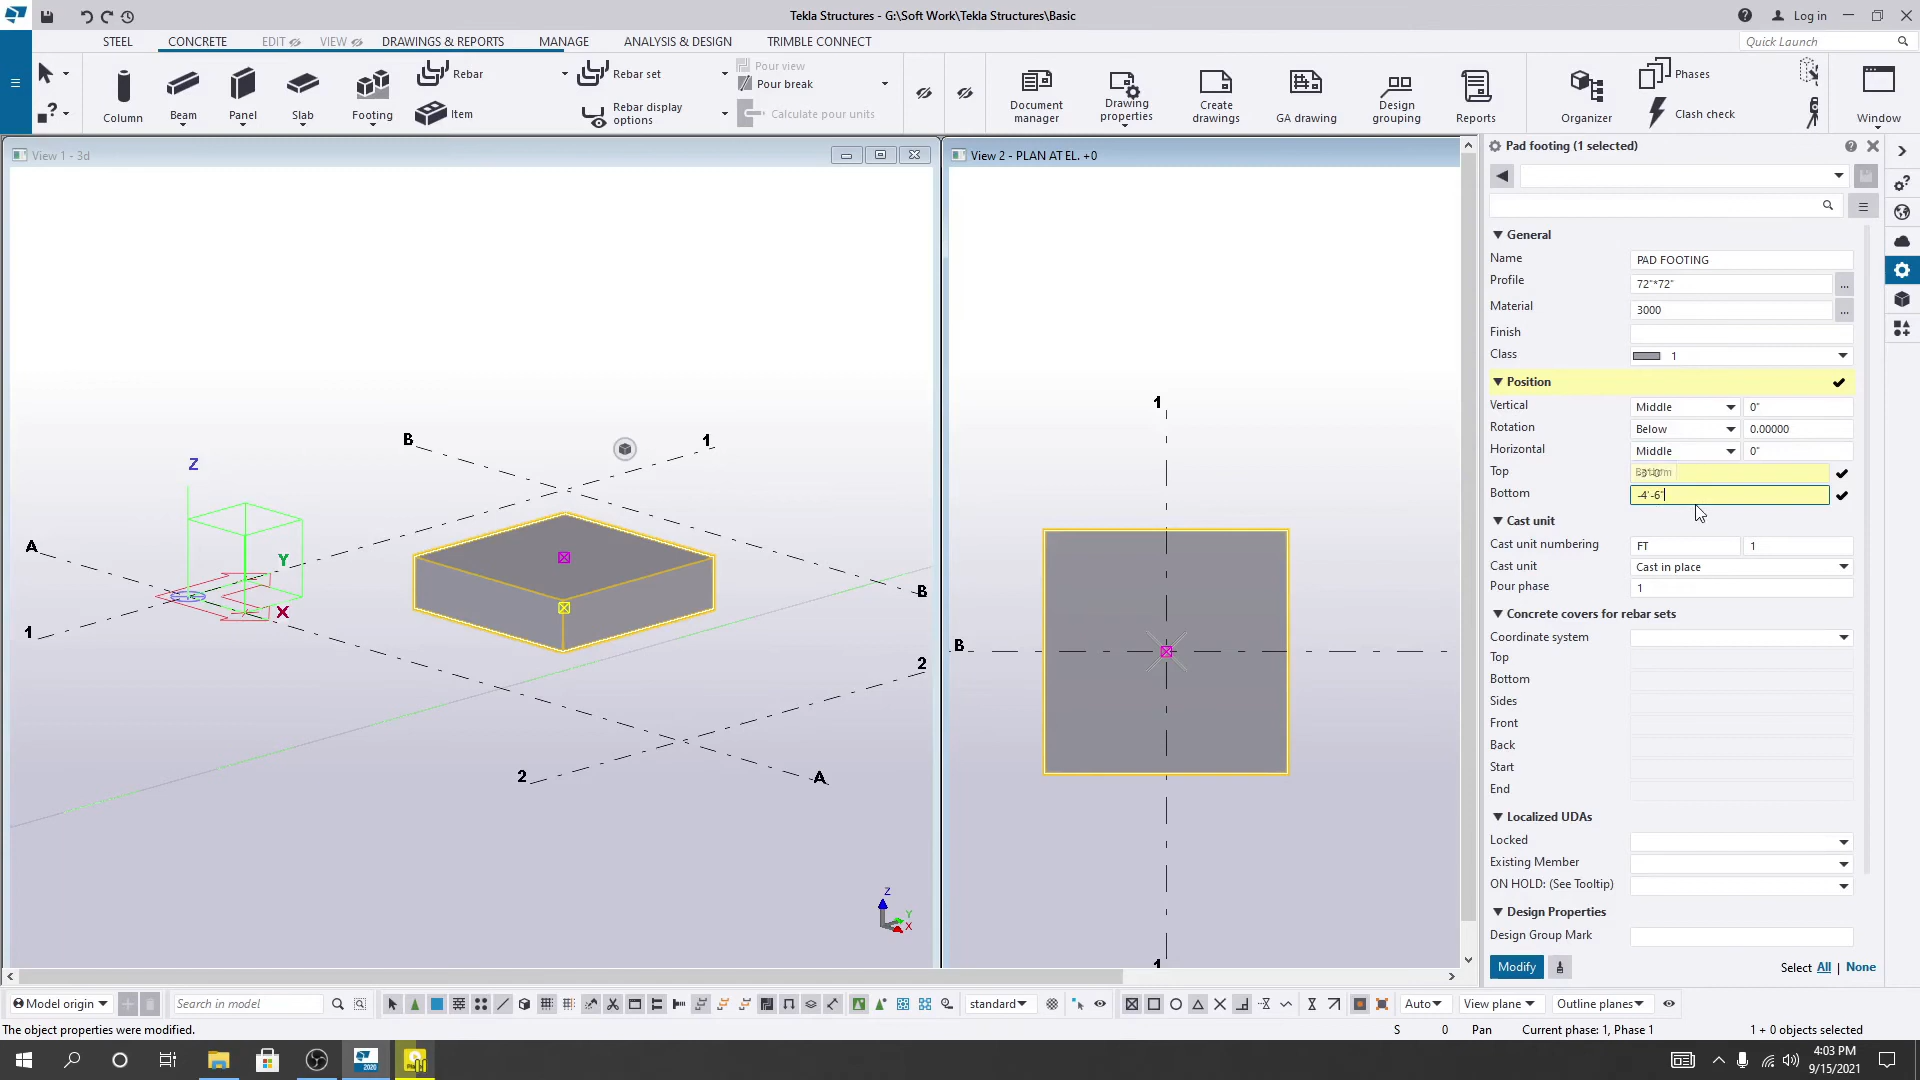 Tekla Structures - G:\Soft Work\Tekla Structures\Basic
Log in
STEEL CONCRETE EDIT VIEW DRAWINGS & REPORTS MANAGE ANALYSIS & DESIGN TRIMBLE CONNECT
Quick Launch
Column
Beam
Panel
Slab
Footing
Rebar
Item
Rebar set
Rebar display options
Pour view
Pour break
Calculate pour units
Document manager
Drawing properties
Create drawings
GA drawing
Design grouping
Reports
Organizer
Phases
Clash check
Window
View 1 - 3d
B
1
Z
A
Y
X
1
B
2
2
A
Z
Y
X
View 2 - PLAN AT EL. +0
1
B
1
Pad footing (1 selected)
General
Name PAD FOOTING
Profile 72"*72" ...
Material 3000 ...
Finish
Class 1
Position
Vertical Middle 0"
Rotation Below 0.00000
Horizontal Middle 0"
Top
Bottom -4'-6"
Cast unit
Cast unit numbering FT 1
Cast unit Cast in place
Pour phase 1
Concrete covers for rebar sets
Coordinate system
Top
Bottom
Sides
Front
Back
Start
End
Localized UDAs
Locked
Existing Member
ON HOLD: (See Tooltip)
Design Properties
Design Group Mark
Modify
Select All | None
Model origin
Search in model
standard
Auto
View plane
Outline planes
The object properties were modified.
S 0 Pan Current phase: 1, Phase 1 1 + 0 objects selected
2020
4:03 PM
9/15/2021